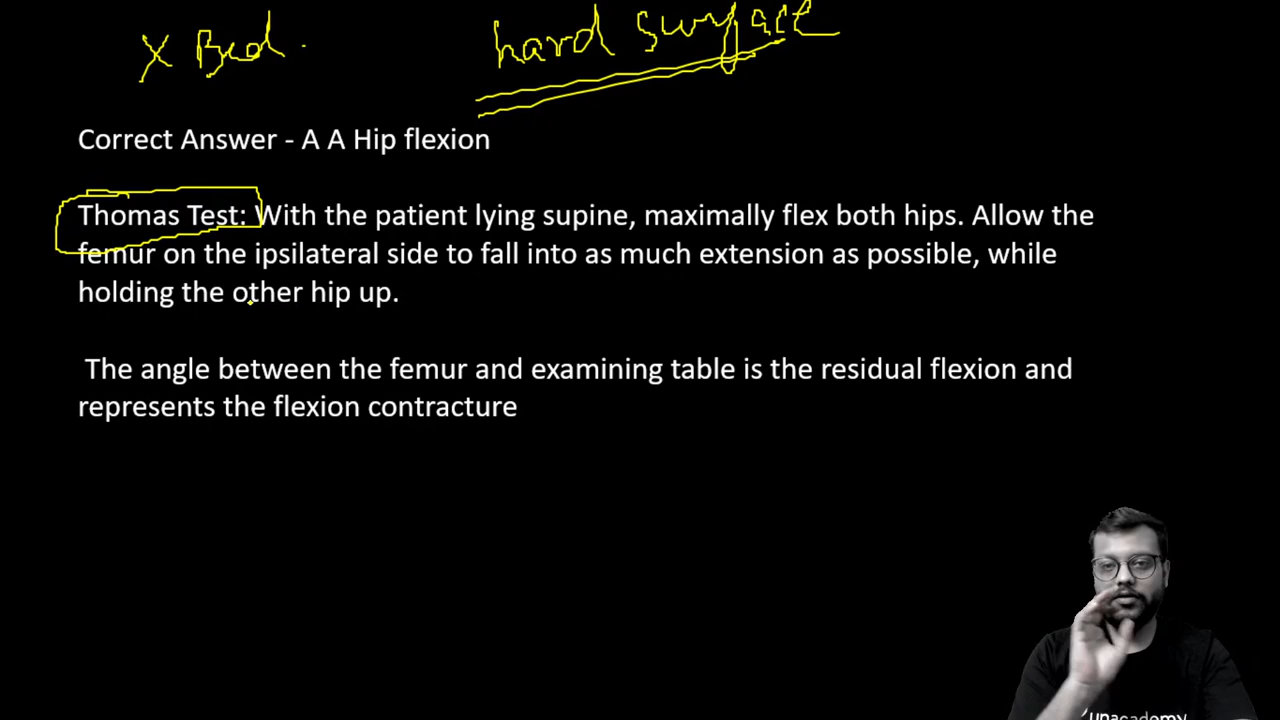 X Bed.
hard surface
Correct Answer - A A Hip flexion
Thomas Test: With the patient lying supine, maximally flex both hips. Allow the
femur on the ipsilateral side to fall into as much extension as possible, while
holding the other hip up.
The angle between the femur and examining table is the residual flexion and
represents the flexion contracture
unacademy